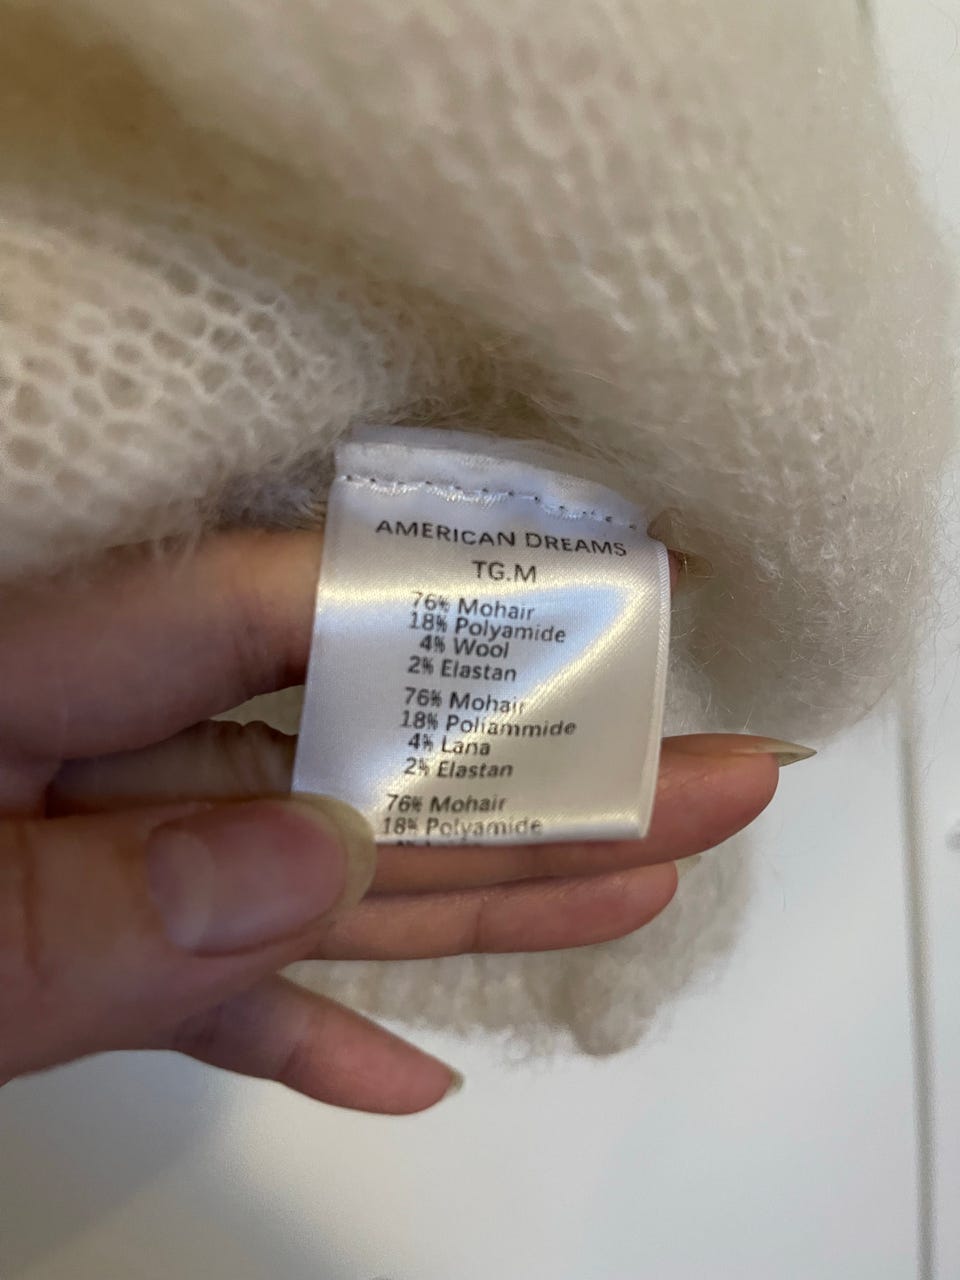 AMERICAN DREAMS
TG.M
76% Mohair
18% Polyamide
4% Wool
2% Elastan
76% Mohair
18% Poliammide
4% Lana
2% Elastan
76% Mohair
18% Polyamide